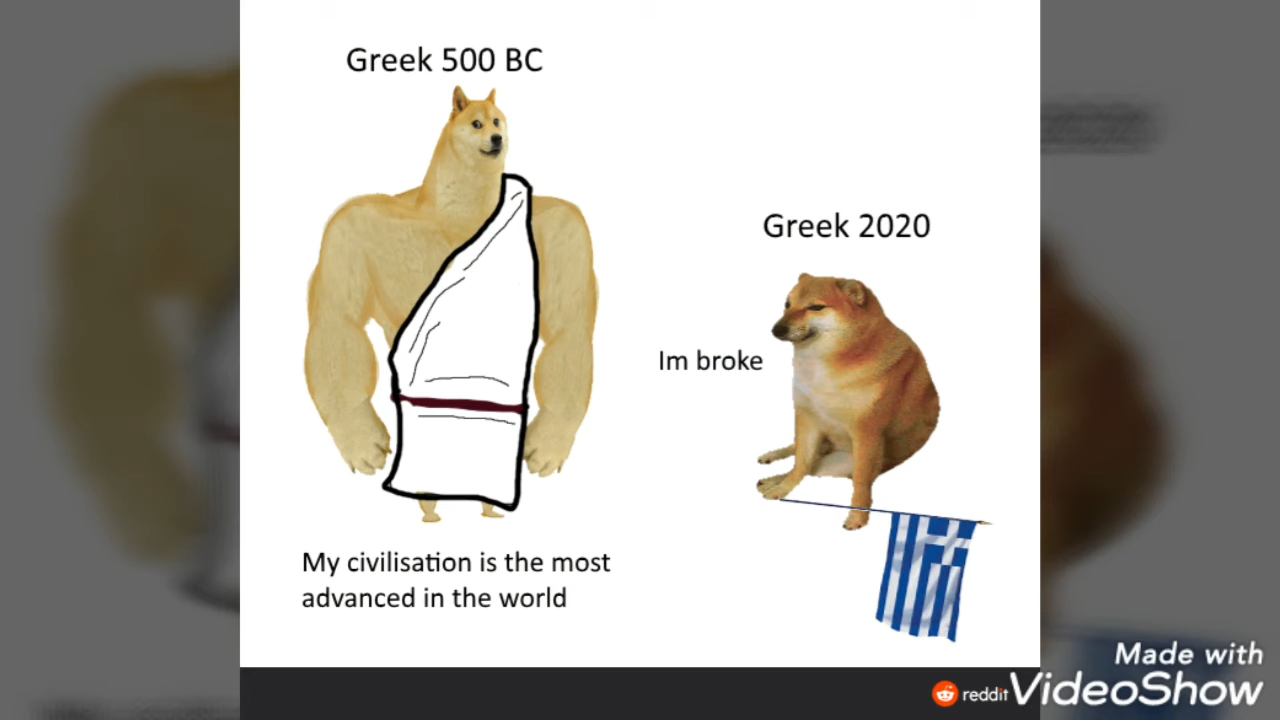 Greek 500 BC
Greek 2020
Im broke
My civilisation is the most
advanced in the world
reddit
Made with
VideoShow